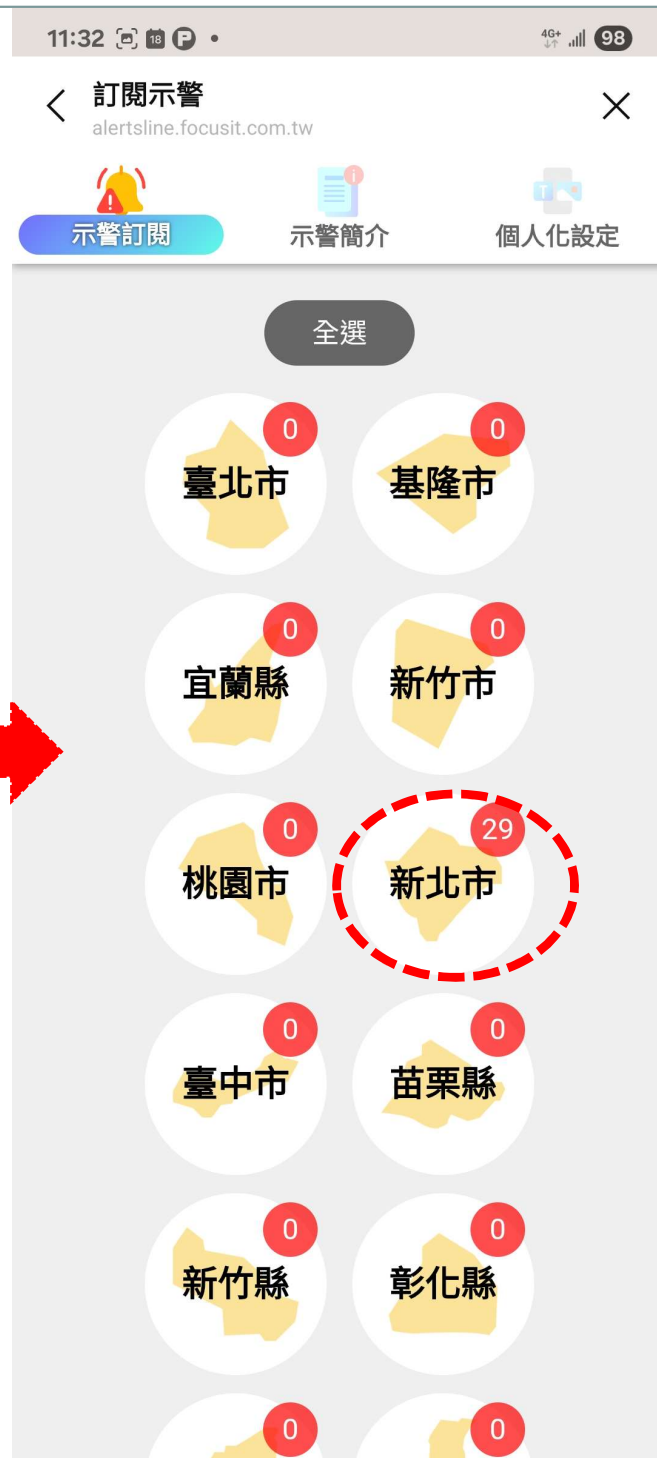 11:32 18 P • 4G+ 98
訂閱示警
alertsline.focusit.com.tw
示警訂閱 示警簡介 個人化設定
全選
0 0
臺北市 基隆市
0 0
宜蘭縣 新竹市
0 29
桃園市 新北市
0 0
臺中市 苗栗縣
0 0
新竹縣 彰化縣
0 0